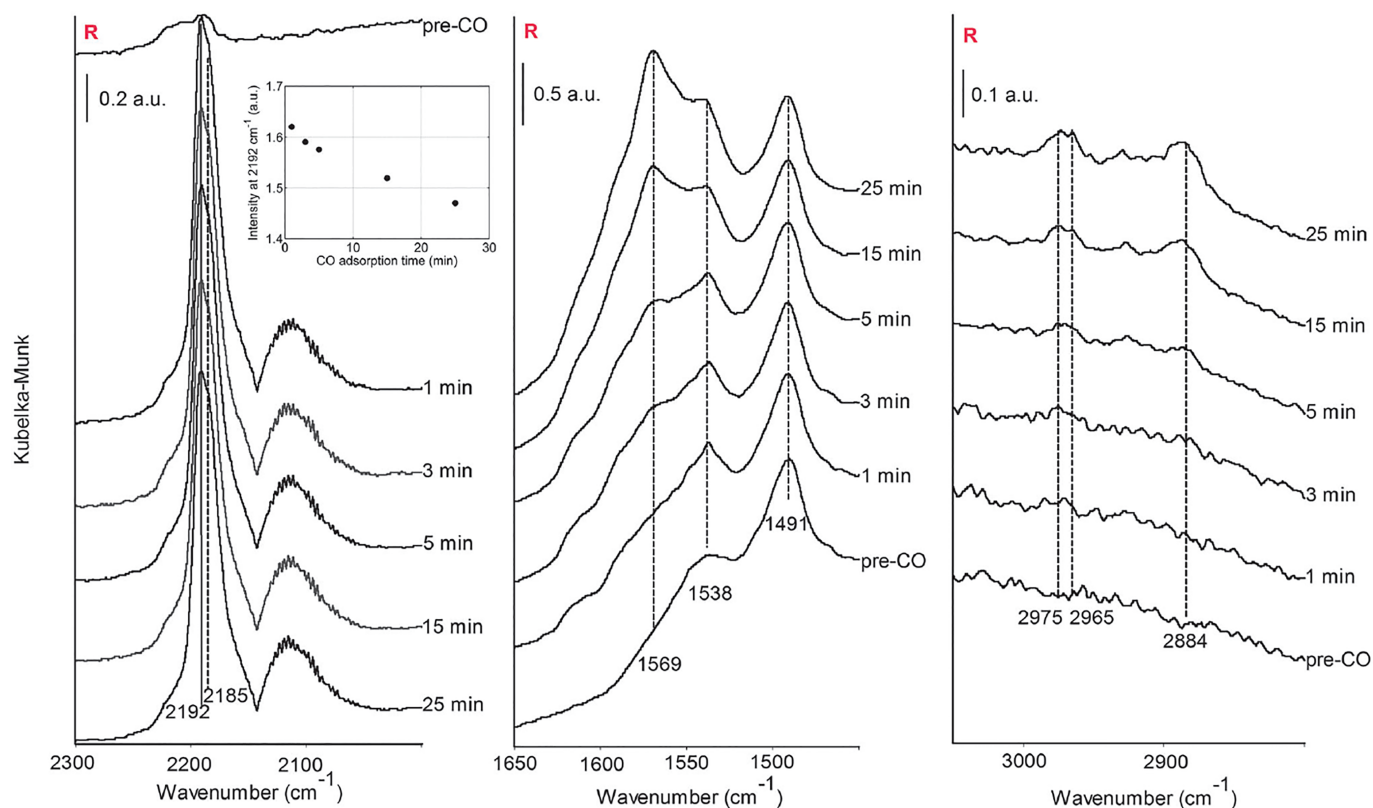 Kubelka-Munk
R
pre-CO
0.2 a.u.
Intensity at 2192 cm⁻¹ (a.u.)
1.7
1.6
1.5
1.4
0
10
20
30
CO adsorption time (min)
1 min
3 min
5 min
15 min
25 min
2192
2185
2300
2200
2100
Wavenumber (cm⁻¹)
R
0.5 a.u.
25 min
15 min
5 min
3 min
1 min
pre-CO
1491
1538
1569
1650
1600
1550
1500
Wavenumber (cm⁻¹)
R
0.1 a.u.
25 min
15 min
5 min
3 min
1 min
pre-CO
2975
2965
2884
3000
2900
Wavenumber (cm⁻¹)